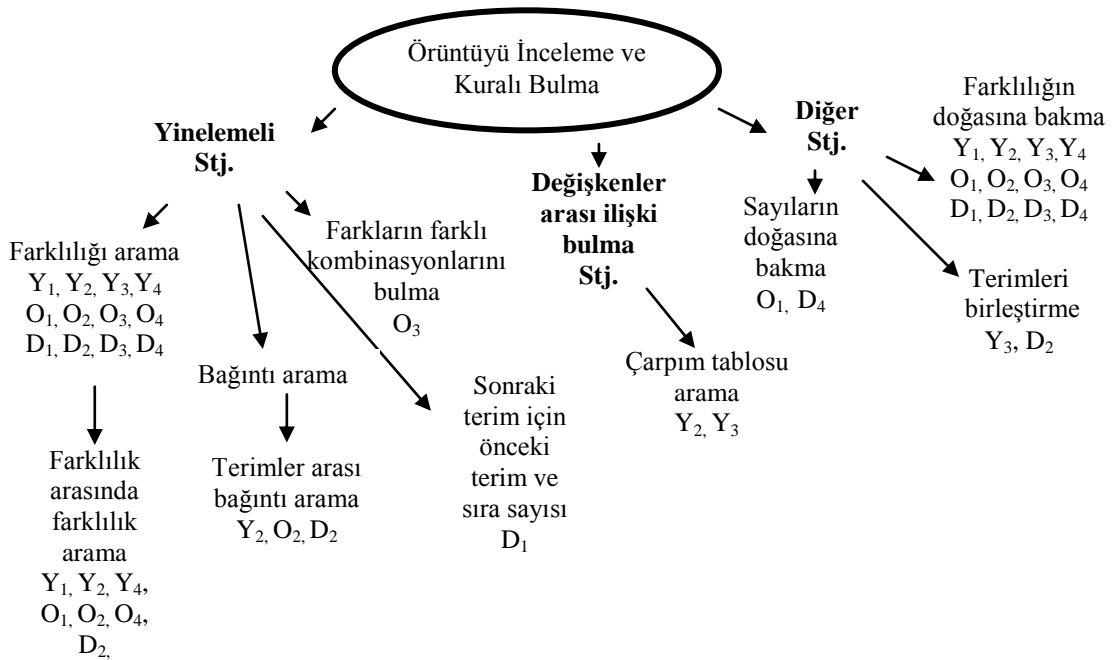 Örüntüyü İnceleme ve
Kuralı Bulma
Yinelemeli
Stj.
Farklılığı arama
Y₁, Y₂, Y₃,Y₄
O₁, O₂, O₃, O₄
D₁, D₂, D₃, D₄
Farklılık
arasında
farklılık
arama
Y₁, Y₂, Y₄,
O₁, O₂, O₄,
D₂,
Bağıntı arama
Terimler arası
bağıntı arama
Y₂, O₂, D₂
Farkların farklı
kombinasyonlarını
bulma
O₃
Sonraki
terim için
önceki
terim ve
sıra sayısı
D₁
Değişkenler
arası ilişki
bulma
Stj.
Çarpım tablosu
arama
Y₂, Y₃
Diğer
Stj.
Sayıların
doğasına
bakma
O₁, D₄
Farklılığın
doğasına bakma
Y₁, Y₂, Y₃,Y₄
O₁, O₂, O₃, O₄
D₁, D₂, D₃, D₄
Terimleri
birleştirme
Y₃, D₂